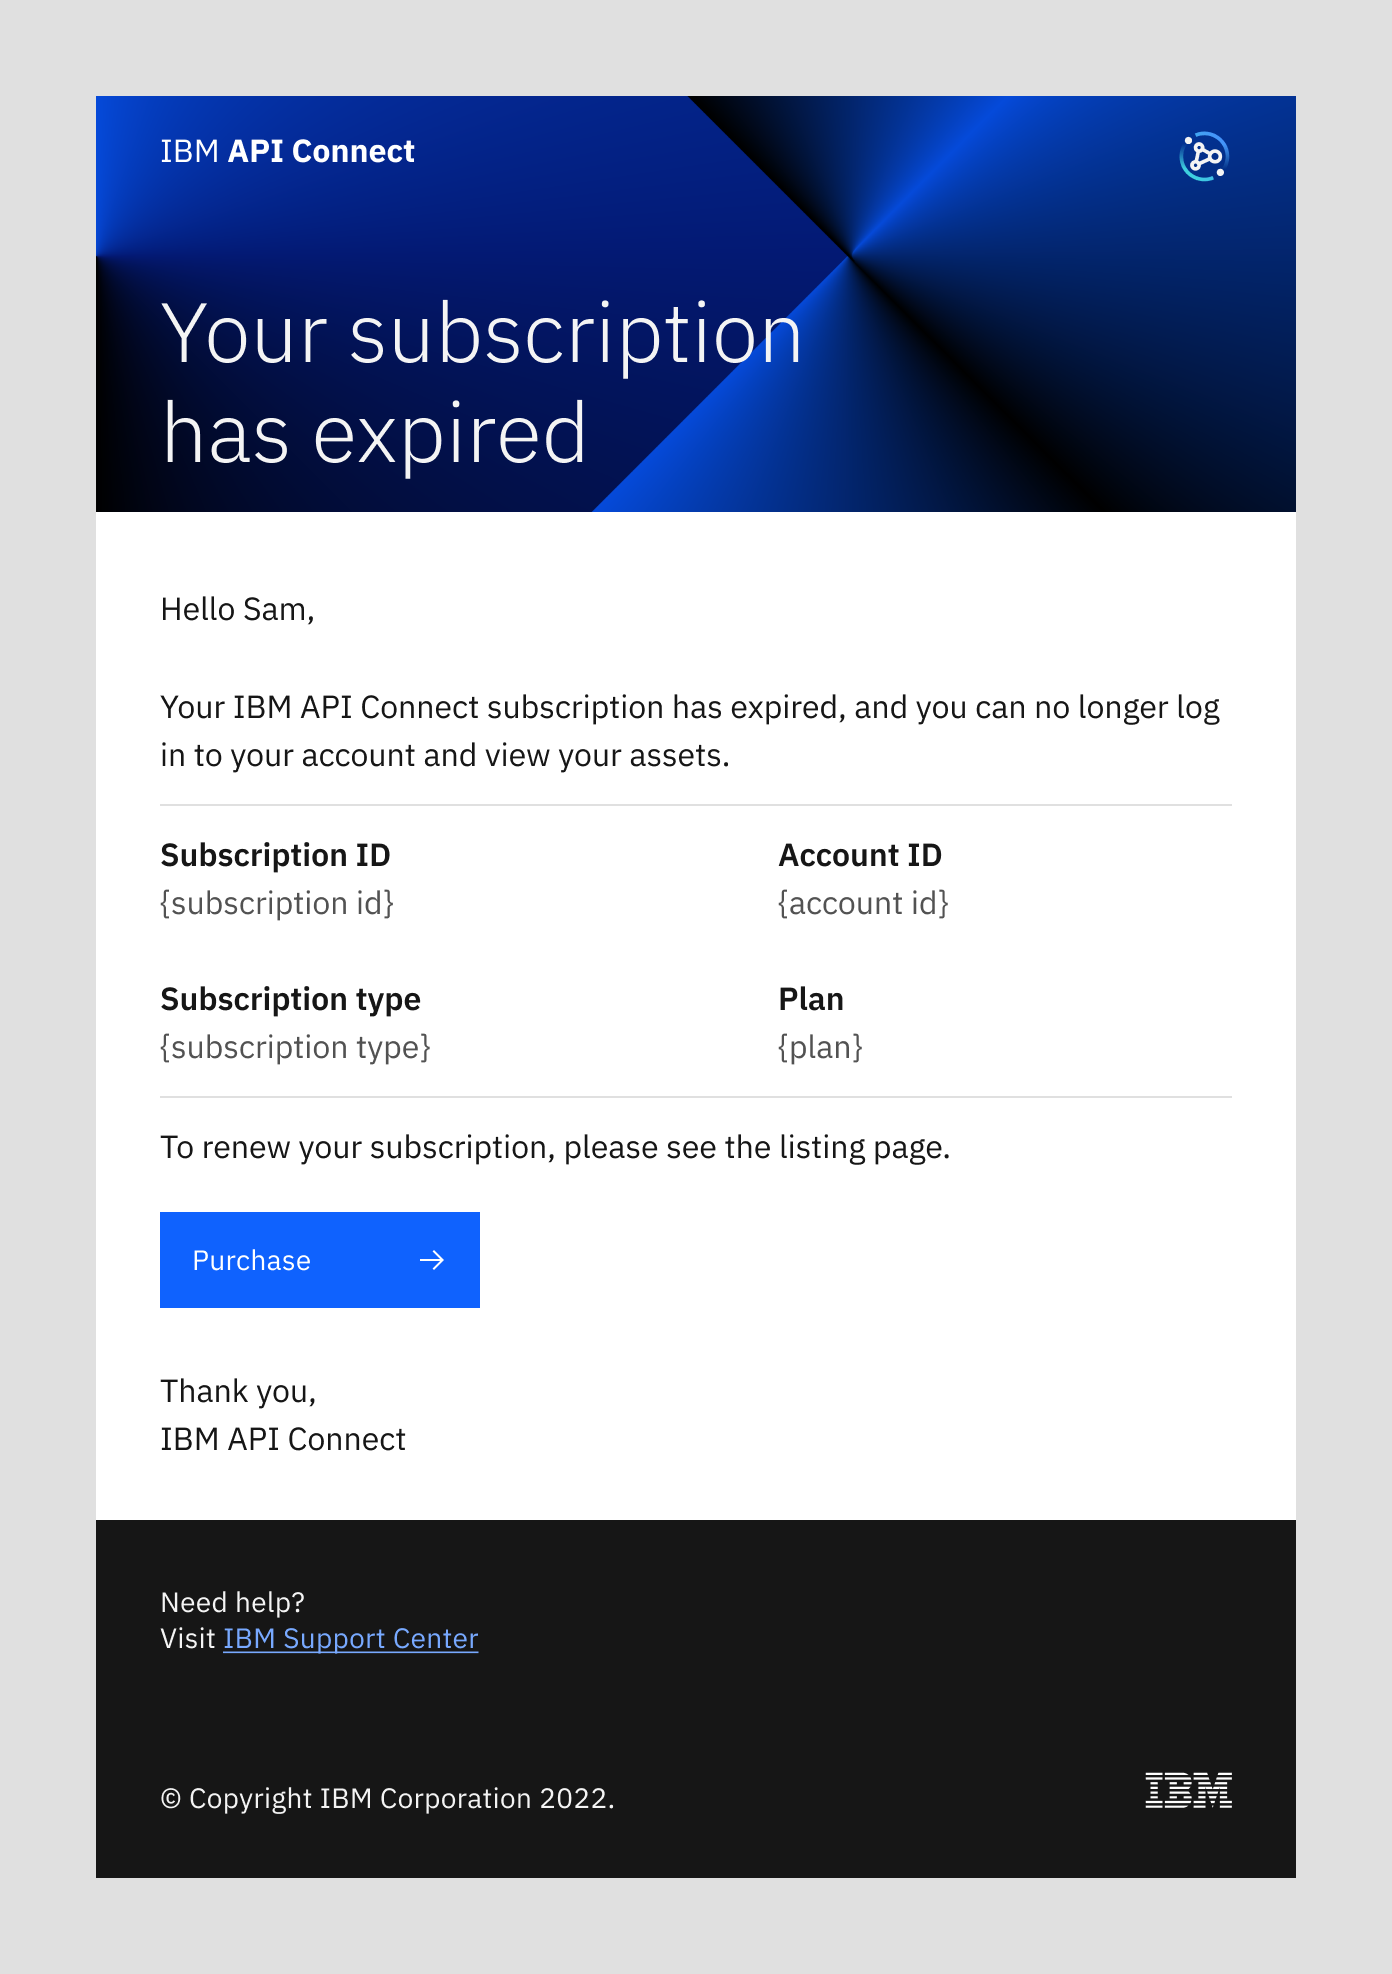 IBM API Connect
Your subscription
has expired
Hello Sam,
Your IBM API Connect subscription has expired, and you can no longer log
in to your account and view your assets.
Subscription ID
{subscription id}
Account ID
{account id}
Subscription type
{subscription type}
Plan
{plan}
To renew your subscription, please see the listing page.
Purchase
Thank you,
IBM API Connect
Need help?
Visit IBM Support Center
© Copyright IBM Corporation 2022.
IBM